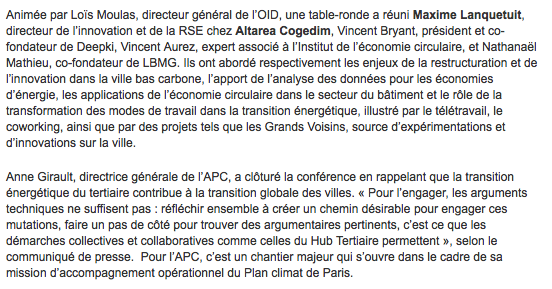 Animée par Loïs Moulas, directeur général de l'OID, une table-ronde a réuni Maxime Lanquetuit,
directeur de l'innovation et de la RSE chez Altarea Cogedim, Vincent Bryant, président et co-
fondateur de Deepki, Vincent Aurez, expert associé à l'Institut de l'économie circulaire, et Nathanaël
Mathieu, co-fondateur de LBMG. Ils ont abordé respectivement les enjeux de la restructuration et de
l'innovation dans la ville bas carbone, l'apport de l'analyse des données pour les économies
d'énergie, les applications de l'économie circulaire dans le secteur du bâtiment et le rôle de la
transformation des modes de travail dans la transition énergétique, illustré par le télétravail, le
coworking, ainsi que par des projets tels que les Grands Voisins, source d'expérimentations et
d'innovations sur la ville.
Anne Girault, directrice générale de l'APC, a clôturé la conférence en rappelant que la transition
énergétique du tertiaire contribue à la transition globale des villes. « Pour l'engager, les arguments
techniques ne suffisent pas : réfléchir ensemble à créer un chemin désirable pour engager ces
mutations, faire un pas de côté pour trouver des argumentaires pertinents, c'est ce que les
démarches collectives et collaboratives comme celles du Hub Tertiaire permettent », selon le
communiqué de presse.  Pour l'APC, c'est un chantier majeur qui s'ouvre dans le cadre de sa
mission d'accompagnement opérationnel du Plan climat de Paris.